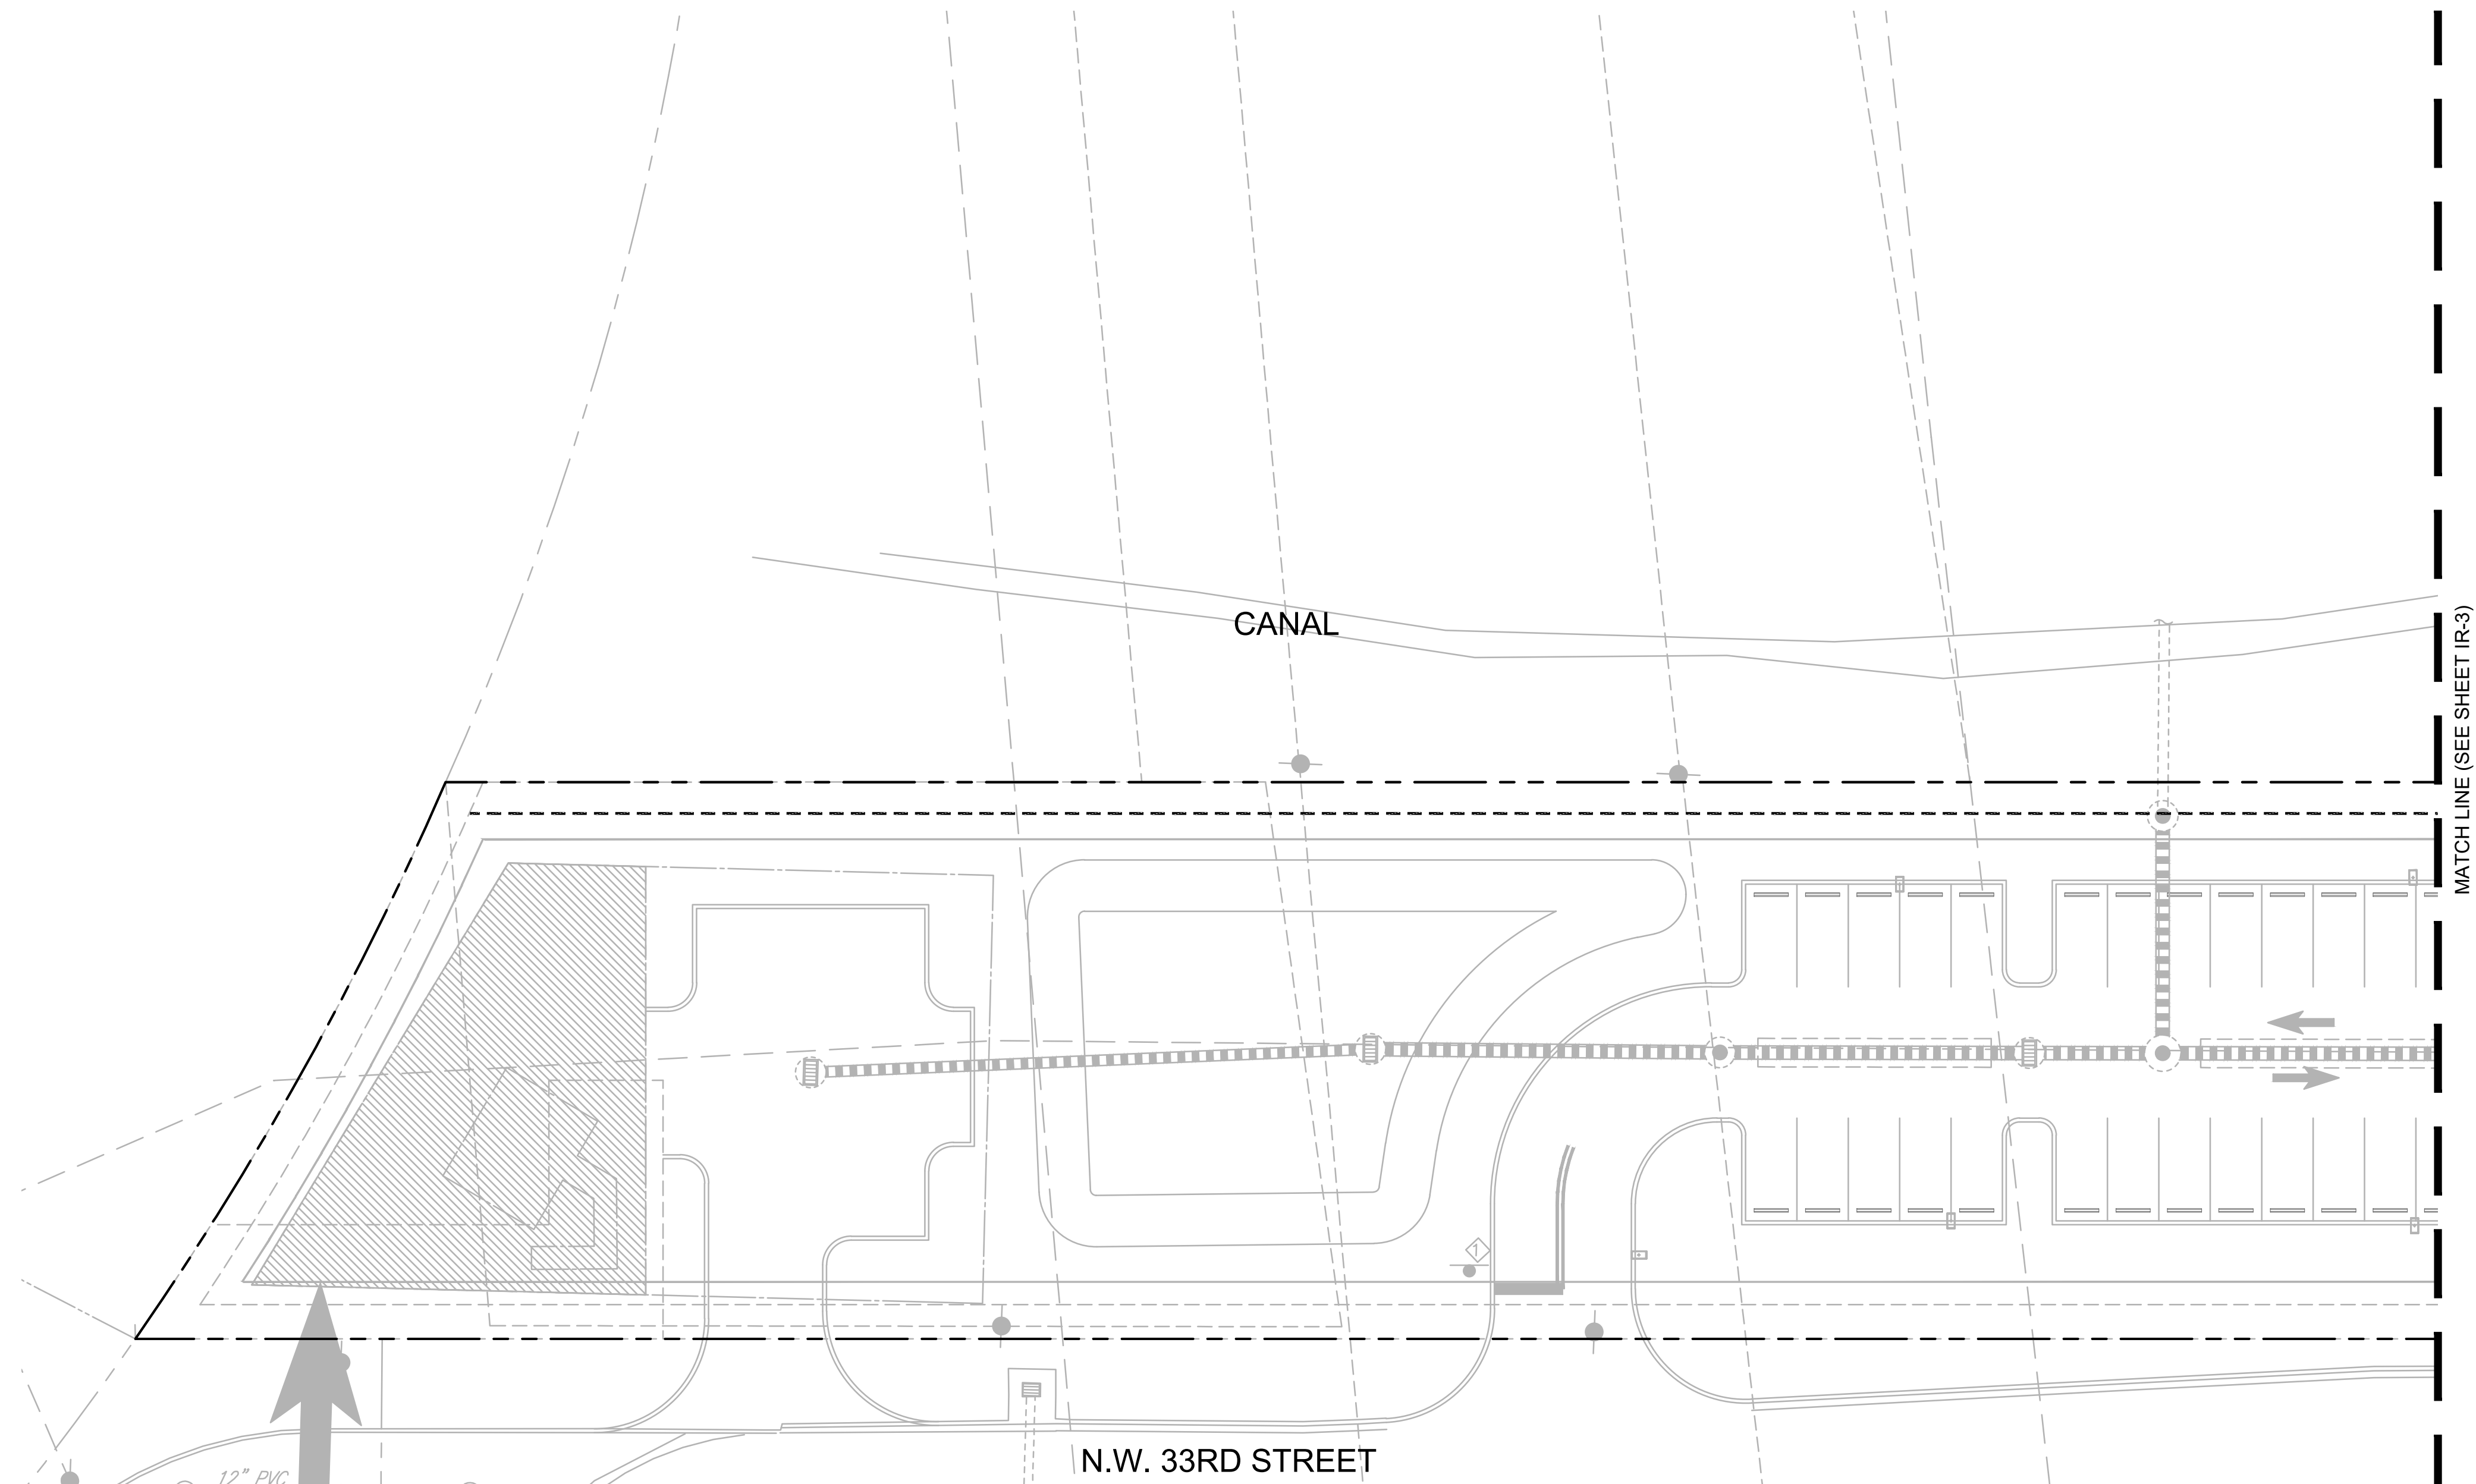 CANAL
MATCH LINE (SEE SHEET IR-3)
1
N.W. 33RD STREET
12" PVC